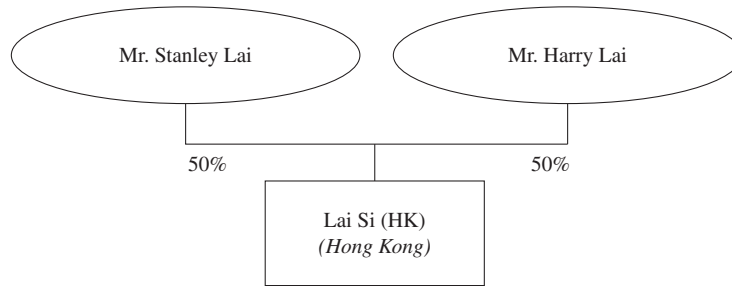 Mr. Stanley Lai
Mr. Harry Lai
50%
50%
Lai Si (HK)
(Hong Kong)